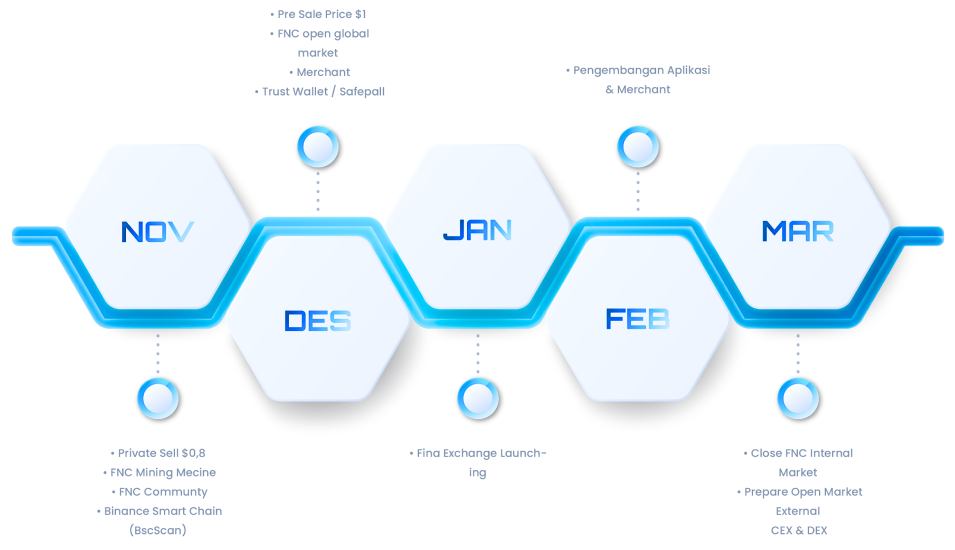 • Pre Sale Price $1
• FNC open global
market
• Merchant
• Trust Wallet / Safepall
• Pengembangan Aplikasi
& Merchant
NOV
DES
JAN
FEB
MAR
• Private Sell $0,8
• FNC Mining Mecine
• FNC Communty
• Binance Smart Chain
(BscScan)
• Fina Exchange Launch-
ing
• Close FNC Internal
Market
• Prepare Open Market
External
CEX & DEX